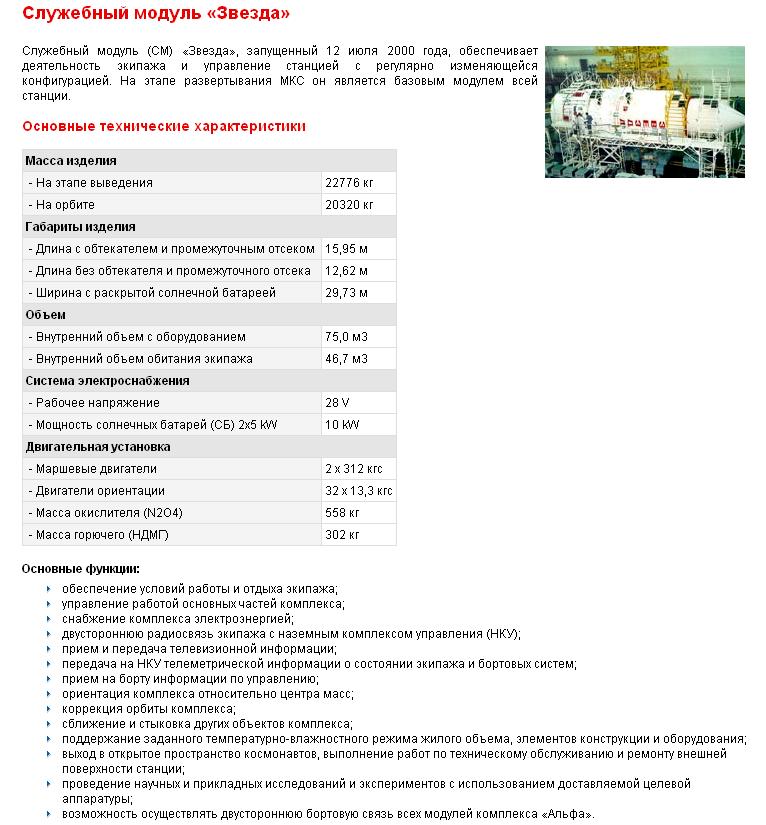 Служебный модуль «Звезда»
Служебный модуль (СМ) «Звезда», запущенный 12 июля 2000 года, обеспечивает
деятельность экипажа и управление станцией с регулярно изменяющейся
конфигурацией. На этапе развертывания МКС он является базовым модулем всей
станции.
Основные технические характеристики
Масса изделия
- На этапе выведения 22776 кг
- На орбите 20320 кг
Габариты изделия
- Длина с обтекателем и промежуточным отсеком 15,95 м
- Длина без обтекателя и промежуточного отсека 12,62 м
- Ширина с раскрытой солнечной батареей 29,73 м
Объем
- Внутренний объем с оборудованием 75,0 м3
- Внутренний объем обитания экипажа 46,7 м3
Система электроснабжения
- Рабочее напряжение 28 V
- Мощность солнечных батарей (СБ) 2x5 kW 10 kW
Двигательная установка
- Маршевые двигатели 2 x 312 кгс
- Двигатели ориентации 32 x 13,3 кгс
- Масса окислителя (N2O4) 558 кг
- Масса горючего (НДМГ) 302 кг
Основные функции:
обеспечение условий работы и отдыха экипажа;
управление работой основных частей комплекса;
снабжение комплекса электроэнергией;
двустороннюю радиосвязь экипажа с наземным комплексом управления (НКУ);
прием и передача телевизионной информации;
передача на НКУ телеметрической информации о состоянии экипажа и бортовых систем;
прием на борту информации по управлению;
ориентация комплекса относительно центра масс;
коррекция орбиты комплекса;
сближение и стыковка других объектов комплекса;
поддержание заданного температурно-влажностного режима жилого объема, элементов конструкции и оборудования;
выход в открытое пространство космонавтов, выполнение работ по техническому обслуживанию и ремонту внешней
поверхности станции;
проведение научных и прикладных исследований и экспериментов с использованием доставляемой целевой
аппаратуры;
возможность осуществлять двустороннюю бортовую связь всех модулей комплекса «Альфа».